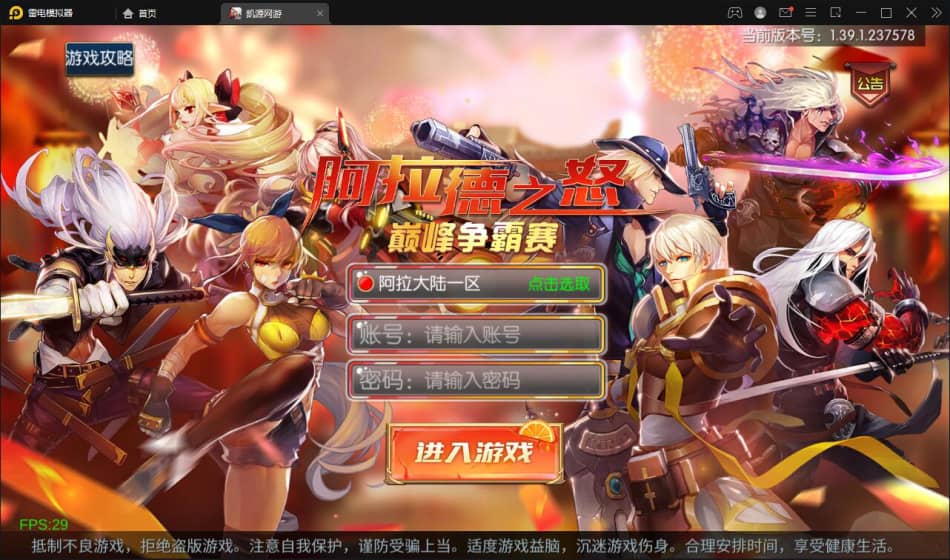 雷电模拟器
首页
凯源网游
当前版本号：1.39.1.237578
游戏攻略
公告
阿拉德之怒
巅峰争霸赛
阿拉大陆一区 点击选取
账号：请输入账号
密码：请输入密码
进入游戏
FPS:29
抵制不良游戏，拒绝盗版游戏。注意自我保护，谨防受骗上当。适度游戏益脑，沉迷游戏伤身。合理安排时间，享受健康生活。